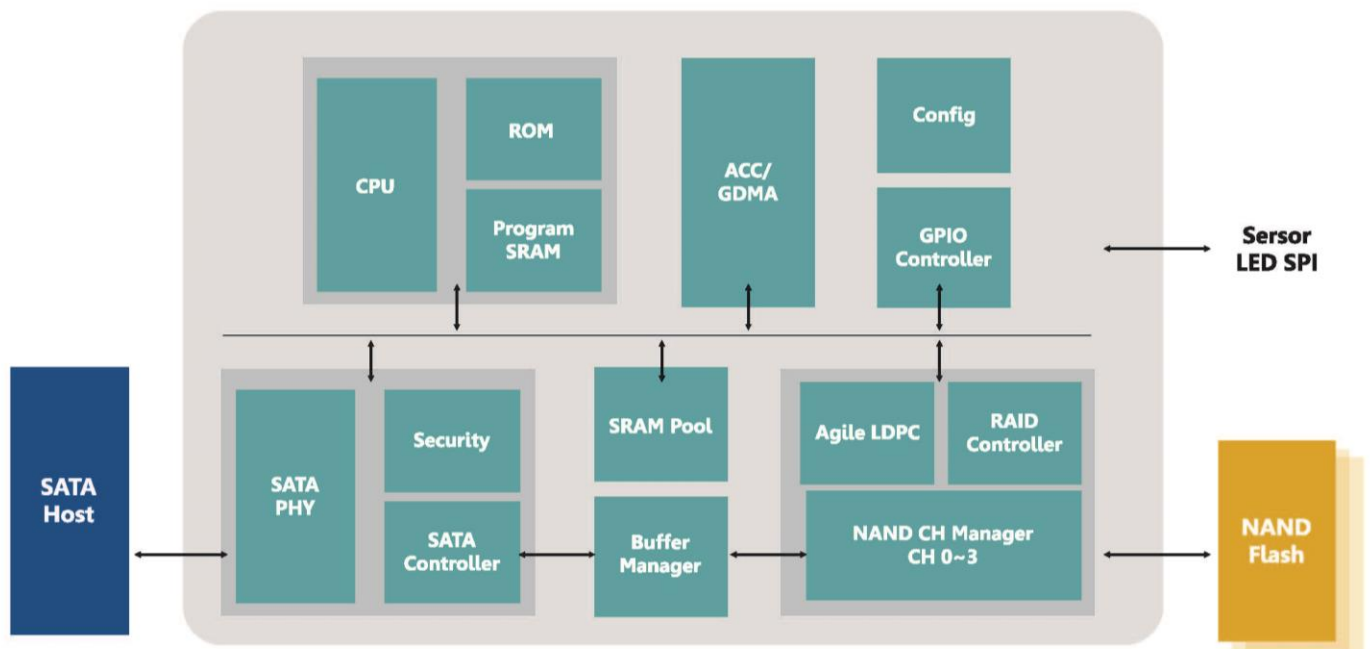 CPU
ROM
Program
SRAM
ACC/
GDMA
Config
GPIO
Controller
Sersor
LED SPI
SATA
Host
SATA
PHY
Security
SATA
Controller
SRAM Pool
Buffer
Manager
Agile LDPC
RAID
Controller
NAND CH Manager
CH 0~3
NAND
Flash